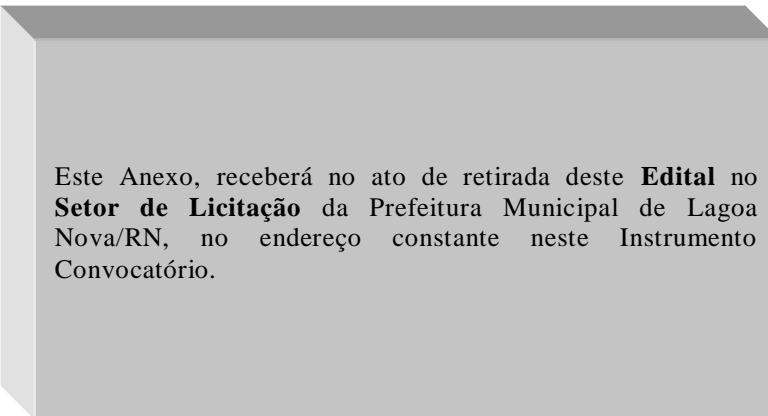 Este Anexo, receberá no ato de retirada deste Edital no
Setor de Licitação da Prefeitura Municipal de Lagoa
Nova/RN, no endereço constante neste Instrumento
Convocatório.